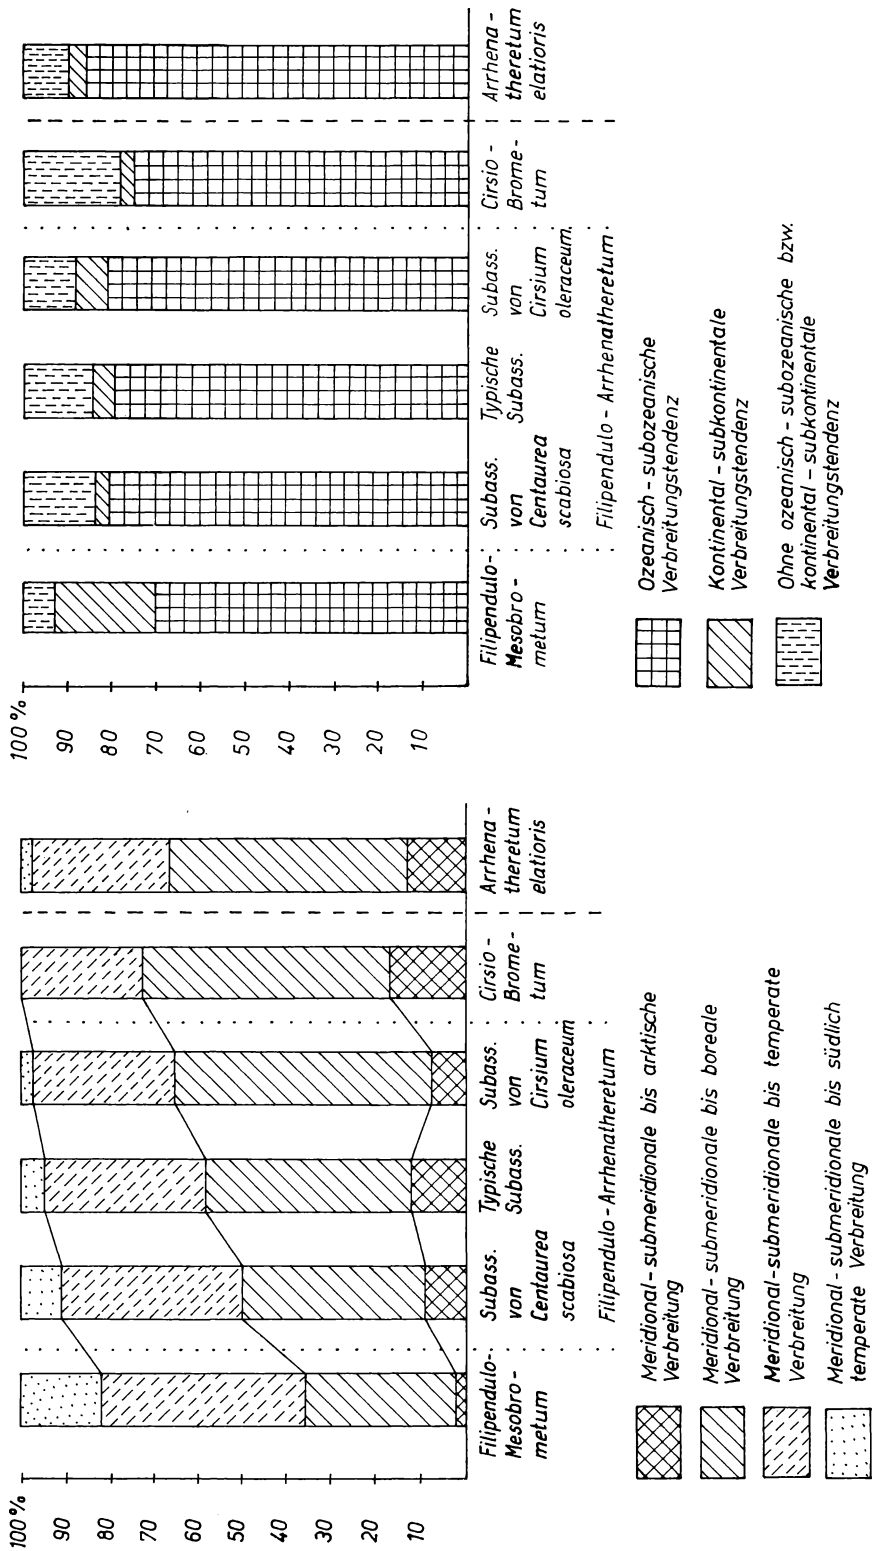 100 %
90
80
70
60
50
40
30
20
10
Filipendulo-
Mesobro-
metum
Subass.
von
Centaurea
scabiosa
Typische
Subass.
Subass.
von
Cirsium
oleraceum
Cirsio-
Brome-
tum
Arrhena-
theretum
elatioris
Filipendulo-Arrhenatheretum
Meridional-submeridionale bis arktische
Verbreitung
Meridional-submeridionale bis boreale
Verbreitung
Meridional-submeridionale bis temperate
Verbreitung
Meridional-submeridionale bis südlich
temperate Verbreitung
100 %
90
80
70
60
50
40
30
20
10
Filipendulo-
Mesobro-
metum
Subass.
von
Centaurea
scabiosa
Typische
Subass.
Subass.
von
Cirsium
oleraceum
Cirsio-
Brome-
tum
Arrhena-
theretum
elatioris
Filipendulo-Arrhenatheretum
Ozeanisch-subozeanische
Verbreitungstendenz
Kontinental-subkontinentale
Verbreitungstendenz
Ohne ozeanisch-subozeanische bzw.
kontinental-subkontinentale
Verbreitungstendenz